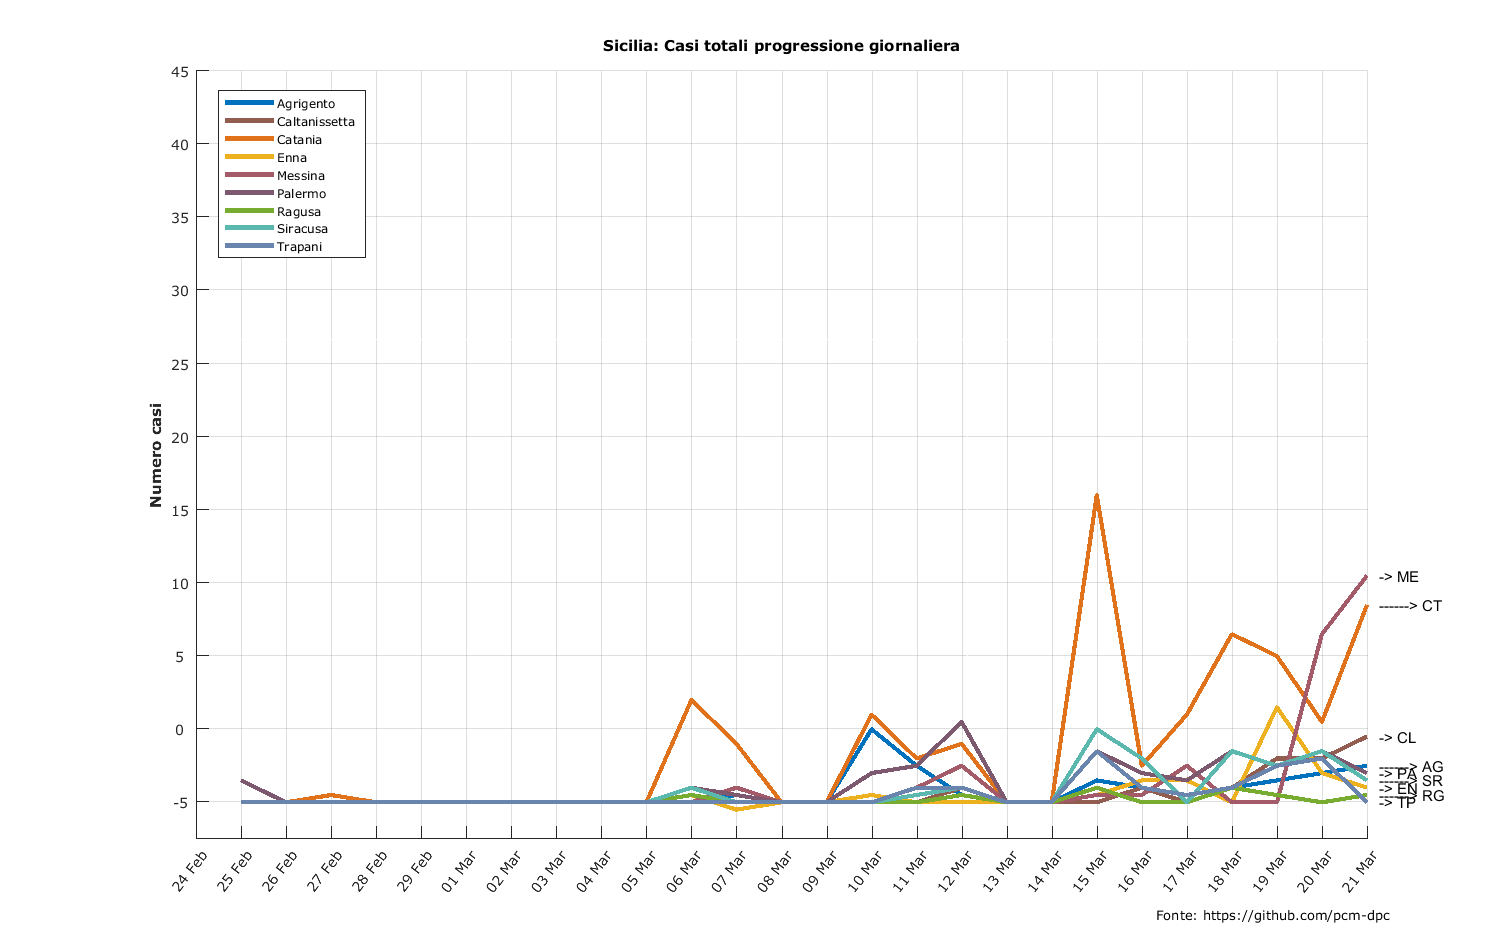 Sicilia: Casi totali progressione giornaliera
45
40
35
30
25
20
15
10
5
0
-5
Numero casi
Agrigento
Caltanissetta
Catania
Enna
Messina
Palermo
Ragusa
Siracusa
Trapani
-> ME
------> CT
-> CL
------> AG
-> PA
------> SR
-> EN
------> RG
-> TP
24 Feb
25 Feb
26 Feb
27 Feb
28 Feb
29 Feb
01 Mar
02 Mar
03 Mar
04 Mar
05 Mar
06 Mar
07 Mar
08 Mar
09 Mar
10 Mar
11 Mar
12 Mar
13 Mar
14 Mar
15 Mar
16 Mar
17 Mar
18 Mar
19 Mar
20 Mar
21 Mar
Fonte: https://github.com/pcm-dpc